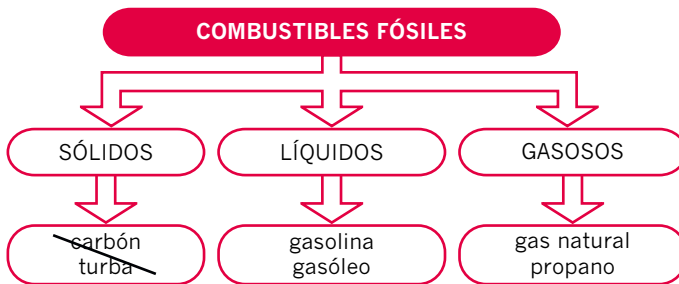 COMBUSTIBLES FÓSILES
SÓLIDOS
LÍQUIDOS
GASOSOS
carbón
turba
gasolina
gasóleo
gas natural
propano